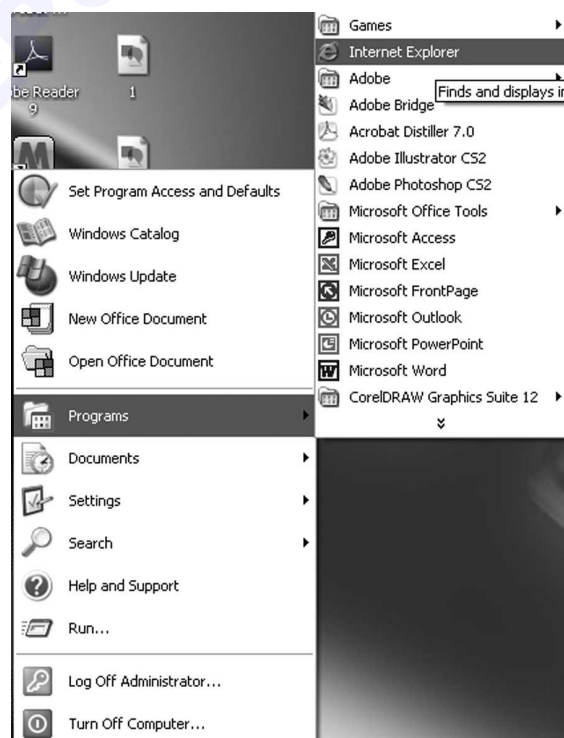 be Reader
9
1
Set Program Access and Defaults
Windows Catalog
Windows Update
New Office Document
Open Office Document
Programs
Documents
Settings
Search
Help and Support
Run...
Log Off Administrator...
Turn Off Computer...
Games
Internet Explorer
Adobe
Finds and displays in
Adobe Bridge
Acrobat Distiller 7.0
Adobe Illustrator CS2
Adobe Photoshop CS2
Microsoft Office Tools
Microsoft Access
Microsoft Excel
Microsoft FrontPage
Microsoft Outlook
Microsoft PowerPoint
Microsoft Word
CorelDRAW Graphics Suite 12